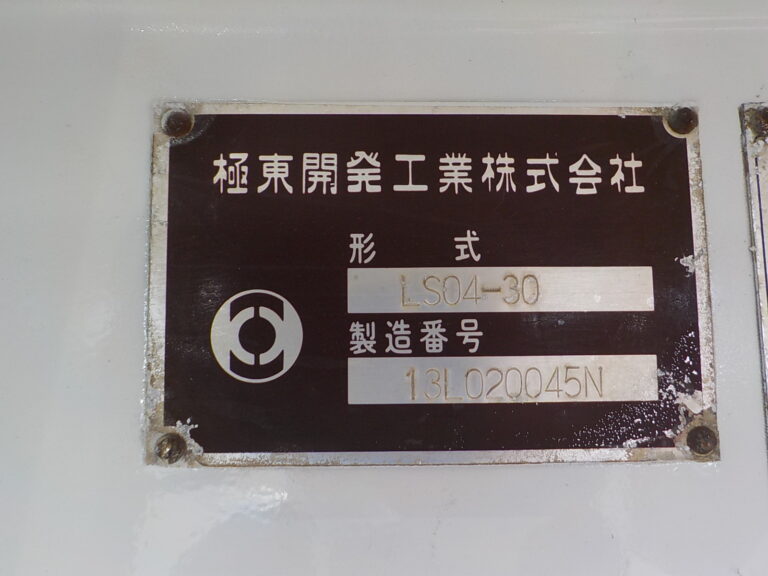 極東開発工業株式会社
形 式
LS04-30
製造番号
13L020045N